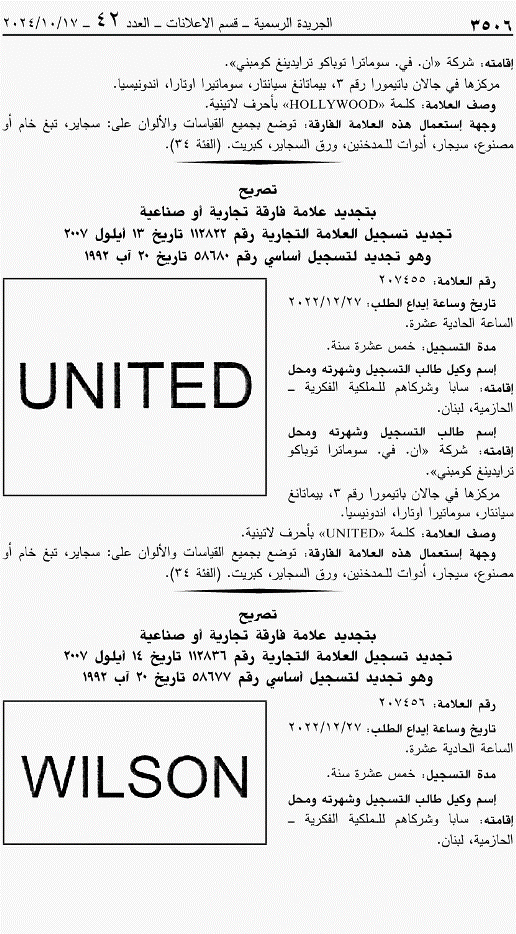 ٣٥٠٦
الجريدة الرسمية ـ قسم الاعلانات ـ العدد ٤٢ ـ ٢٠٢٤/١٠/١٧
إقامته: شركة «ان. في. سوماترا توباكو ترايدينغ كومبني».
مركزها في جالان باتيمورا رقم ٣، بيماتانغ سيانتار، سوماتيرا اوتارا، اندونيسيا.
وصف العلامة: كلمة «HOLLYWOOD» بأحرف لاتينية.
وجهة إستعمال هذه العلامة الفارقة: توضع بجميع القياسات والألوان على: سجاير، تبغ خام أو
مصنوع، سيجار، أدوات للمدخنين، ورق السجاير، كبريت. (الفئة ٣٤).
تصريح
بتجديد علامة فارقة تجارية أو صناعية
تجديد تسجيل العلامة التجارية رقم ١١٢٨٢٢ تاريخ ١٣ أيلول ٢٠٠٧
وهو تجديد لتسجيل أساسي رقم ٥٨٦٨٠ تاريخ ٢٠ آب ١٩٩٢
رقم العلامة: ٢٠٧٤٥٥
تاريخ وساعة إيداع الطلب: ٢٠٢٢/١٢/٢٧
الساعة الحادية عشرة.
مدة التسجيل: خمس عشرة سنة.
إسم وكيل طالب التسجيل وشهرته ومحل
إقامته: سابا وشركاهم للملكية الفكرية ـ
الحازمية، لبنان.
إسم طالب التسجيل وشهرته ومحل
إقامته: شركة «ان. في. سوماترا توباكو
ترايدينغ كومبني».
مركزها في جالان باتيمورا رقم ٣، بيماتانغ
سيانتار، سوماتيرا اوتارا، اندونيسيا.
UNITED
وصف العلامة: كلمة «UNITED» بأحرف لاتينية.
وجهة إستعمال هذه العلامة الفارقة: توضع بجميع القياسات والألوان على: سجاير، تبغ خام أو
مصنوع، سيجار، أدوات للمدخنين، ورق السجاير، كبريت. (الفئة ٣٤).
تصريح
بتجديد علامة فارقة تجارية أو صناعية
تجديد تسجيل العلامة التجارية رقم ١١٢٨٣٦ تاريخ ١٤ أيلول ٢٠٠٧
وهو تجديد لتسجيل أساسي رقم ٥٨٦٧٧ تاريخ ٢٠ آب ١٩٩٢
رقم العلامة: ٢٠٧٤٥٦
تاريخ وساعة إيداع الطلب: ٢٠٢٢/١٢/٢٧
الساعة الحادية عشرة.
مدة التسجيل: خمس عشرة سنة.
إسم وكيل طالب التسجيل وشهرته ومحل
إقامته: سابا وشركاهم للملكية الفكرية ـ
الحازمية، لبنان.
WILSON